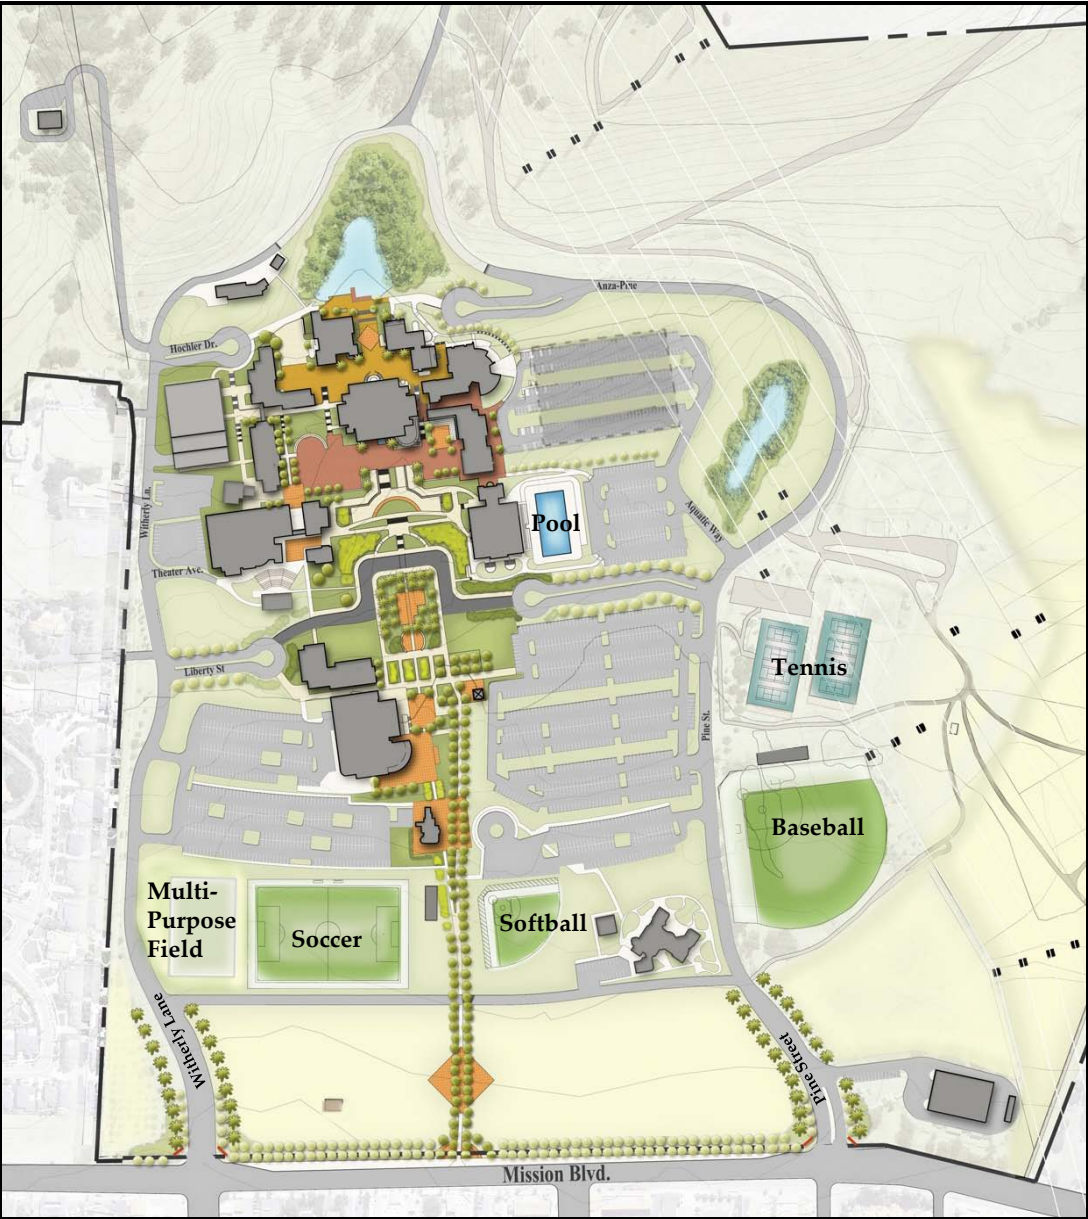 Anza-Pine
Hochler Dr.
Witherly Ln.
Pool
Aquatic Way
Theater Ave.
Tennis
Liberty St
Pine St.
Baseball
Multi-
Purpose
Field
Soccer
Softball
Witherly Lane
Pine Street
Mission Blvd.